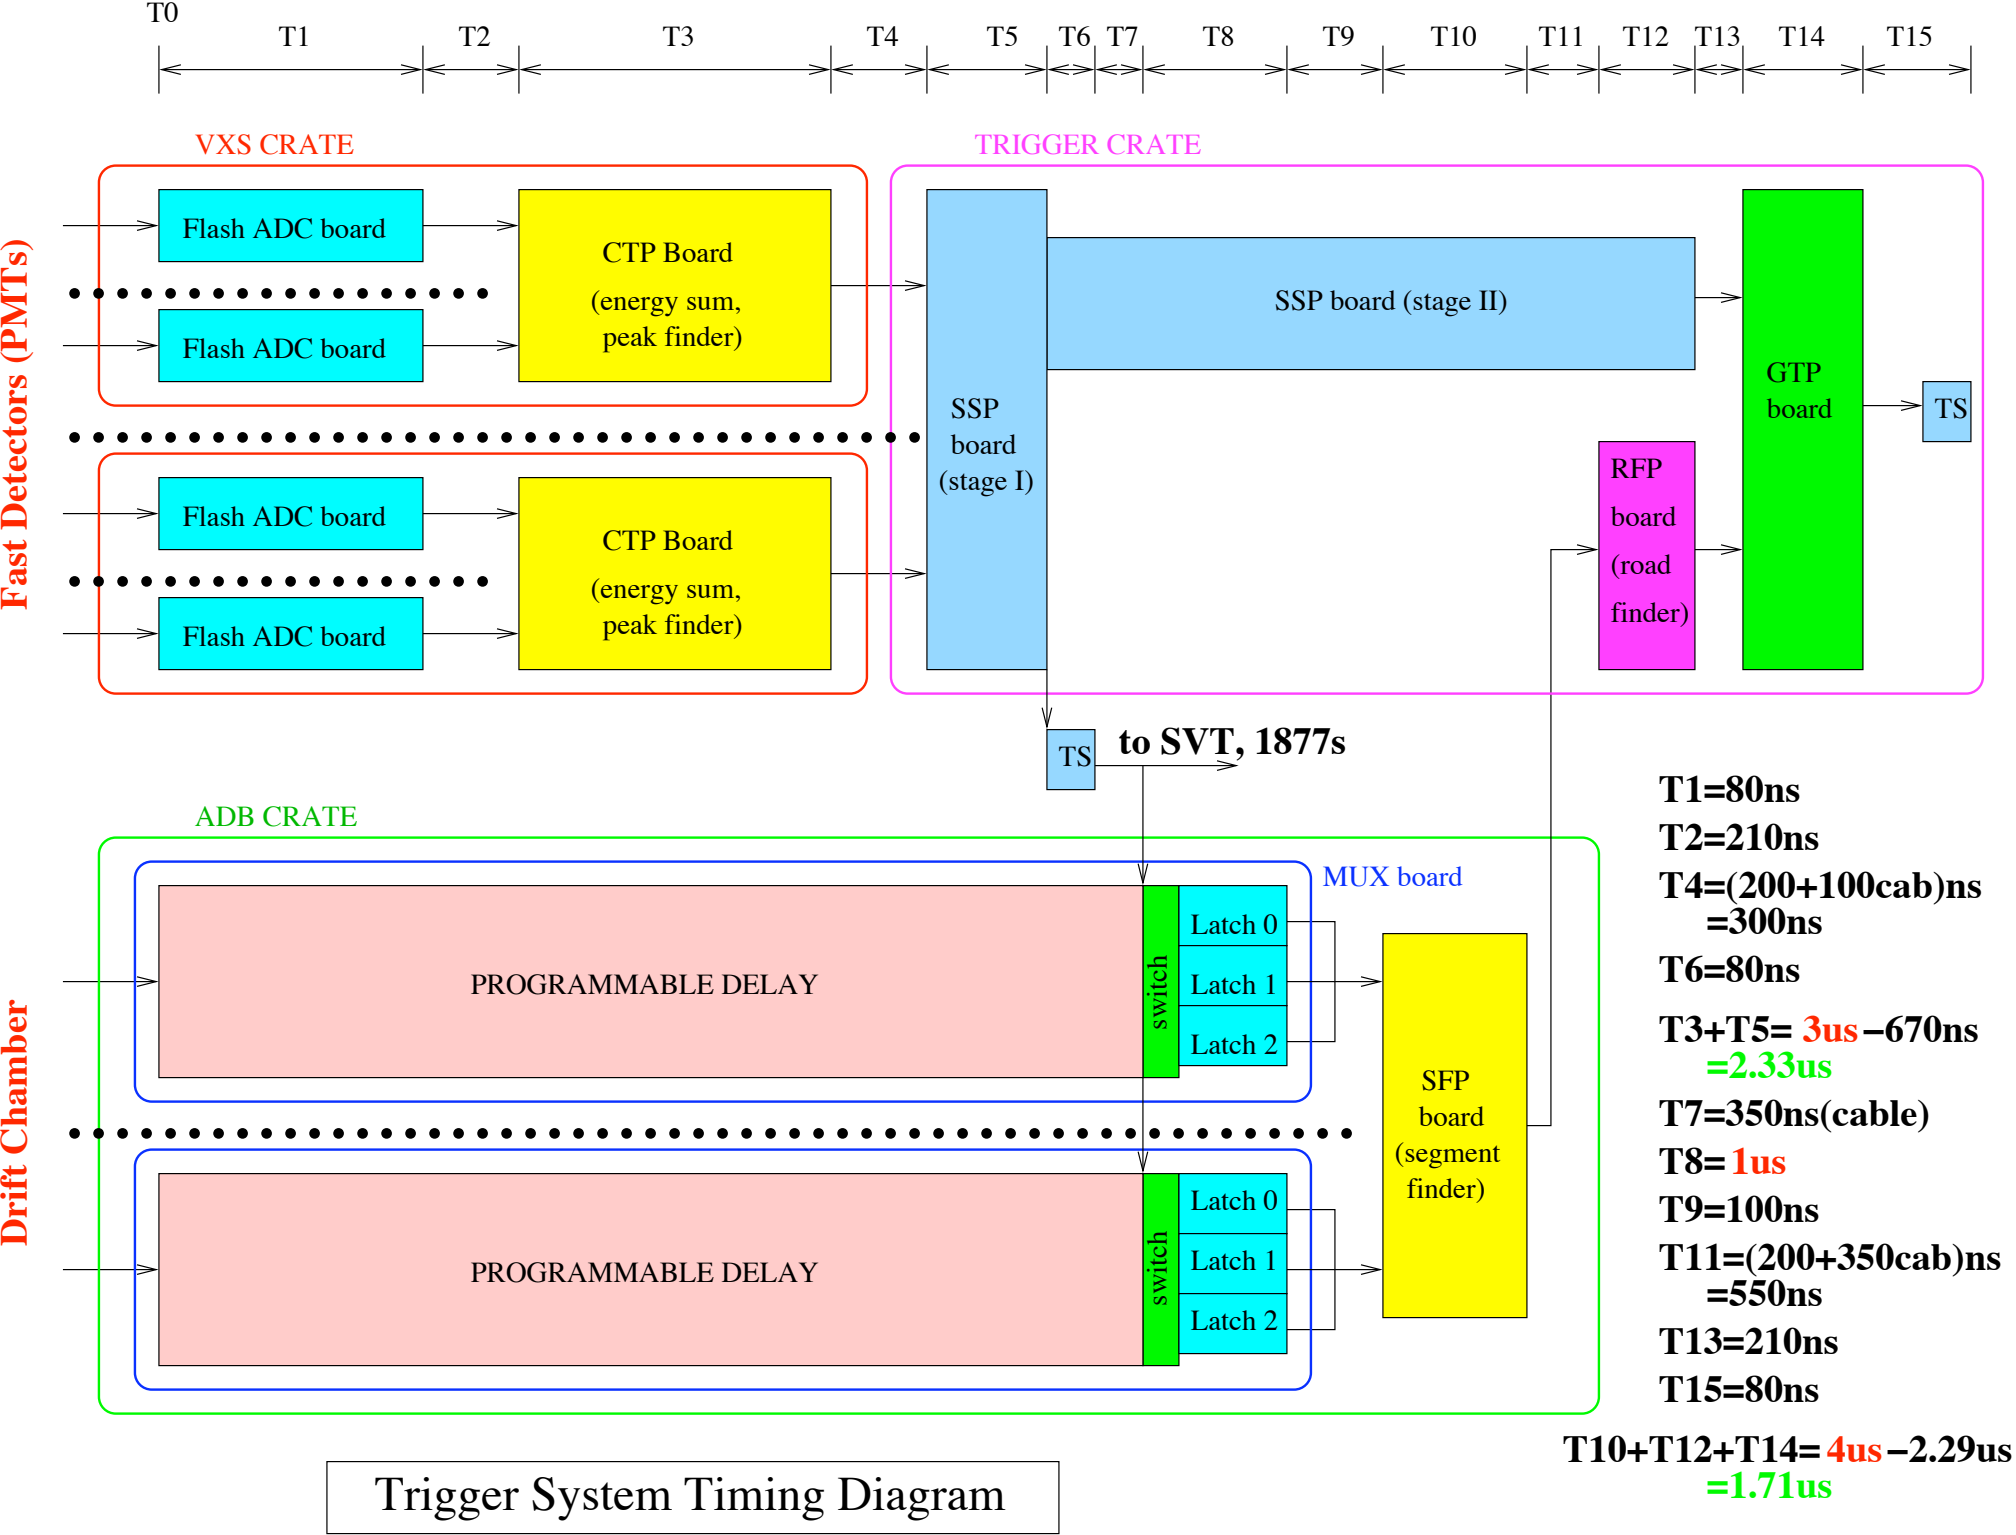 T0
T1 T2 T3 T4 T5 T6 T7 T8 T9 T10 T11 T12 T13 T14 T15
VXS CRATE
TRIGGER CRATE
Fast Detectors (PMTs)
Flash ADC board
Flash ADC board
CTP Board
(energy sum,
peak finder)
Flash ADC board
Flash ADC board
CTP Board
(energy sum,
peak finder)
SSP
board
(stage I)
SSP board (stage II)
RFP
board
(road
finder)
GTP
board
TS
TS
to SVT, 1877s
ADB CRATE
MUX board
Drift Chamber
PROGRAMMABLE DELAY
switch
Latch 0
Latch 1
Latch 2
PROGRAMMABLE DELAY
switch
Latch 0
Latch 1
Latch 2
SFP
board
(segment
finder)
T1=80ns
T2=210ns
T4=(200+100cab)ns
=300ns
T6=80ns
T3+T5= 3us−670ns
=2.33us
T7=350ns(cable)
T8= 1us
T9=100ns
T11=(200+350cab)ns
=550ns
T13=210ns
T15=80ns
T10+T12+T14= 4us−2.29us
=1.71us
Trigger System Timing Diagram